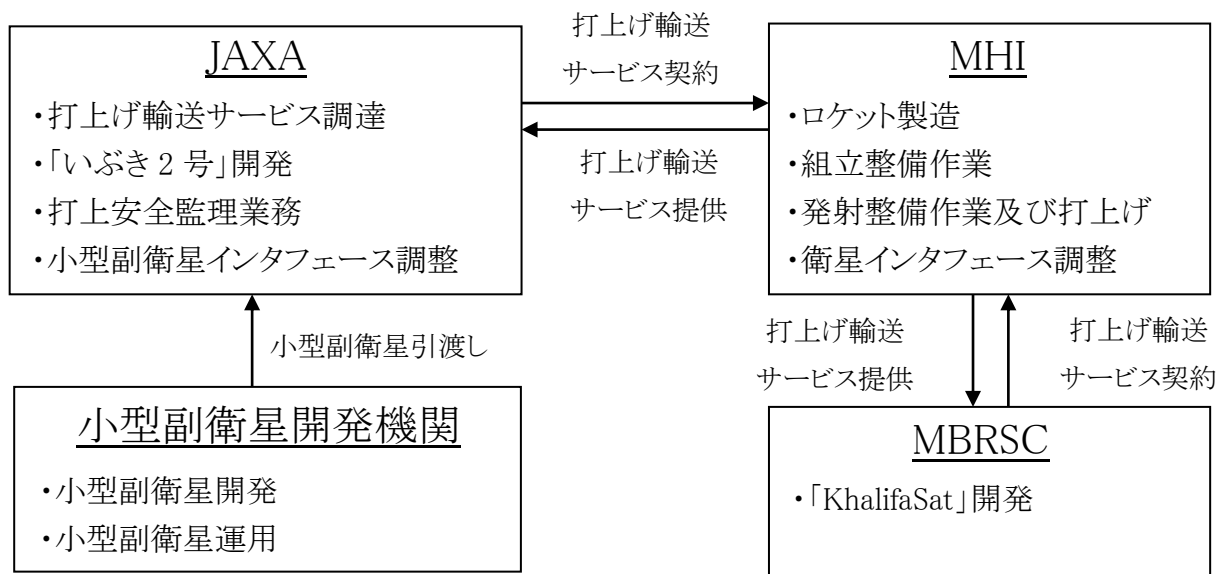 JAXA
・打上げ輸送サービス調達
・「いぶき2号」開発
・打上安全監理業務
・小型副衛星インタフェース調整
打上げ輸送
サービス契約
打上げ輸送
サービス提供
MHI
・ロケット製造
・組立整備作業
・発射整備作業及び打上げ
・衛星インタフェース調整
小型副衛星引渡し
打上げ輸送
サービス提供
打上げ輸送
サービス契約
小型副衛星開発機関
・小型副衛星開発
・小型副衛星運用
MBRSC
・「KhalifaSat」開発